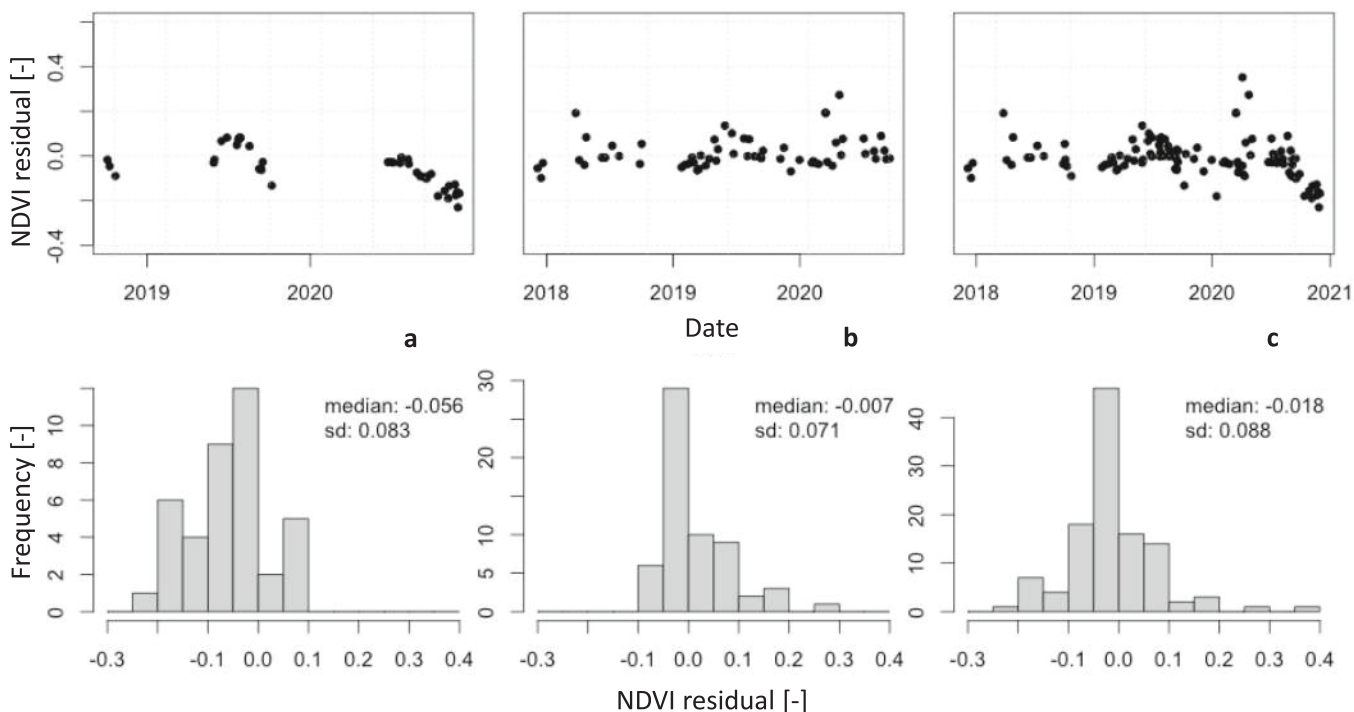 NDVI residual [-]
0.4
0.0
-0.4
2019 2020
2018 2019 2020
2018 2019 2020 2021
Date
a b c
Frequency [-]
10
8
6
4
2
0
median: -0.056
sd: 0.083
30
20
10
5
0
median: -0.007
sd: 0.071
40
30
20
10
0
median: -0.018
sd: 0.088
-0.3 -0.1 0.0 0.1 0.2 0.3 0.4
-0.3 -0.1 0.0 0.1 0.2 0.3 0.4
-0.3 -0.1 0.0 0.1 0.2 0.3 0.4
NDVI residual [-]